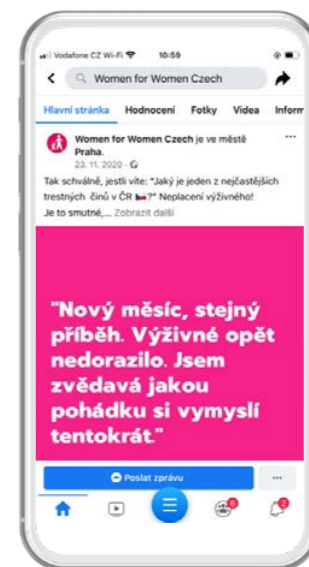 Vodafone CZ Wi-Fi 10:59
Women for Women Czech
Hlavní stránka Hodnocení Fotky Videa Inform
Women for Women Czech je ve městě
Praha.
23. 11. 2020 ·
Tak schválně, jestli víte: "Jaký je jeden z nejčastějších
trestných činů v ČR 🇨🇿?" Neplacení výživného!
Je to smutné,... Zobrazit další
"Nový měsíc, stejný
příběh. Výživné opět
nedorazilo. Jsem
zvědavá jakou
pohádku si vymyslí
tentokrát."
Poslat zprávu
6 2